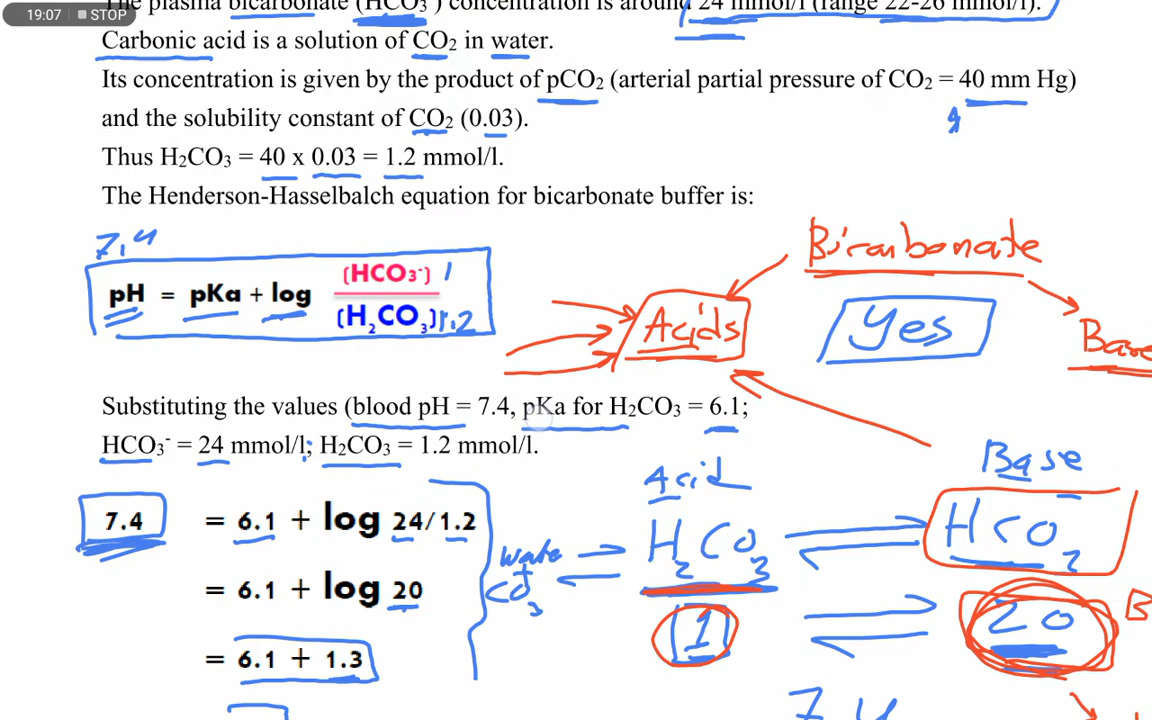 19:07 STOP
The plasma bicarbonate (HCO₃⁻) concentration is around 24 mmol/l (range 22-26 mmol/l).
Carbonic acid is a solution of CO₂ in water.
Its concentration is given by the product of pCO₂ (arterial partial pressure of CO₂ = 40 mm Hg)
and the solubility constant of CO₂ (0.03).
Thus H₂CO₃ = 40 x 0.03 = 1.2 mmol/l.
The Henderson-Hasselbalch equation for bicarbonate buffer is:
7,4
pH = pKa + log (HCO₃⁻) / (H₂CO₃) 1.2
Bicarbonate
Acids
Yes
Base
Substituting the values (blood pH = 7.4, pKa for H₂CO₃ = 6.1;
HCO₃⁻ = 24 mmol/l; H₂CO₃ = 1.2 mmol/l.
Acid
Base
7.4 = 6.1 + log 24/1.2
H₂CO₃
HCO₂
= 6.1 + log 20
CO₃
1
20
B
= 6.1 + 1.3